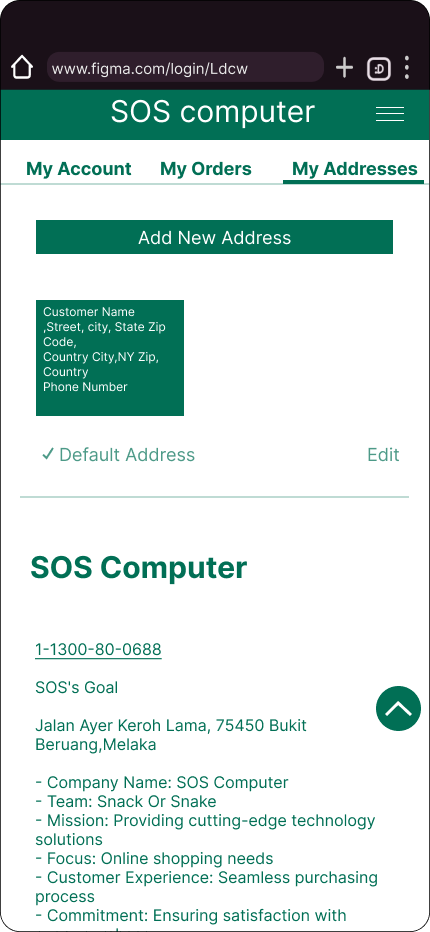 www.figma.com/login/Ldcw
:D
SOS computer
My Account
My Orders
My Addresses
Add New Address
Customer Name
,Street, city, State Zip
Code,
Country City,NY Zip,
Country
Phone Number
✓ Default Address
Edit
SOS Computer
1-1300-80-0688
SOS's Goal
Jalan Ayer Keroh Lama, 75450 Bukit
Beruang,Melaka
- Company Name: SOS Computer
- Team: Snack Or Snake
- Mission: Providing cutting-edge technology
solutions
- Focus: Online shopping needs
- Customer Experience: Seamless purchasing
process
- Commitment: Ensuring satisfaction with